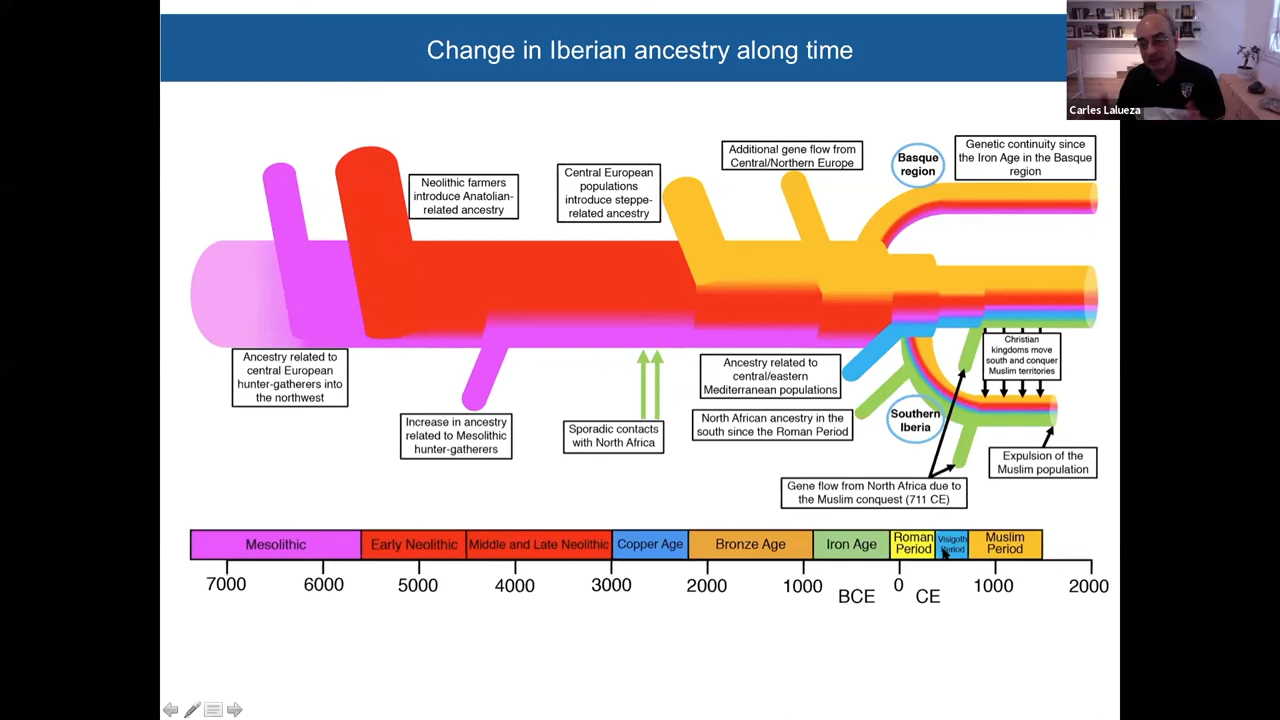 Change in Iberian ancestry along time
Carles Lalueza
Neolithic farmers
introduce Anatolian-
related ancestry
Central European
populations
introduce steppe-
related ancestry
Additional gene flow from
Central/Northern Europe
Basque
region
Genetic continuity since
the Iron Age in the Basque
region
Ancestry related to
central European
hunter-gatherers into
the northwest
Increase in ancestry
related to Mesolithic
hunter-gatherers
Sporadic contacts
with North Africa
Ancestry related to
central/eastern
Mediterranean populations
North African ancestry in the
south since the Roman Period
Southern
Iberia
Christian
kingdoms move
south and conquer
Muslim territories
Expulsion of the
Muslim population
Gene flow from North Africa due to
the Muslim conquest (711 CE)
Mesolithic
Early Neolithic
Middle and Late Neolithic
Copper Age
Bronze Age
Iron Age
Roman
Period
Visigoth
Period
Muslim
Period
7000
6000
5000
4000
3000
2000
1000
0
1000
2000
BCE
CE